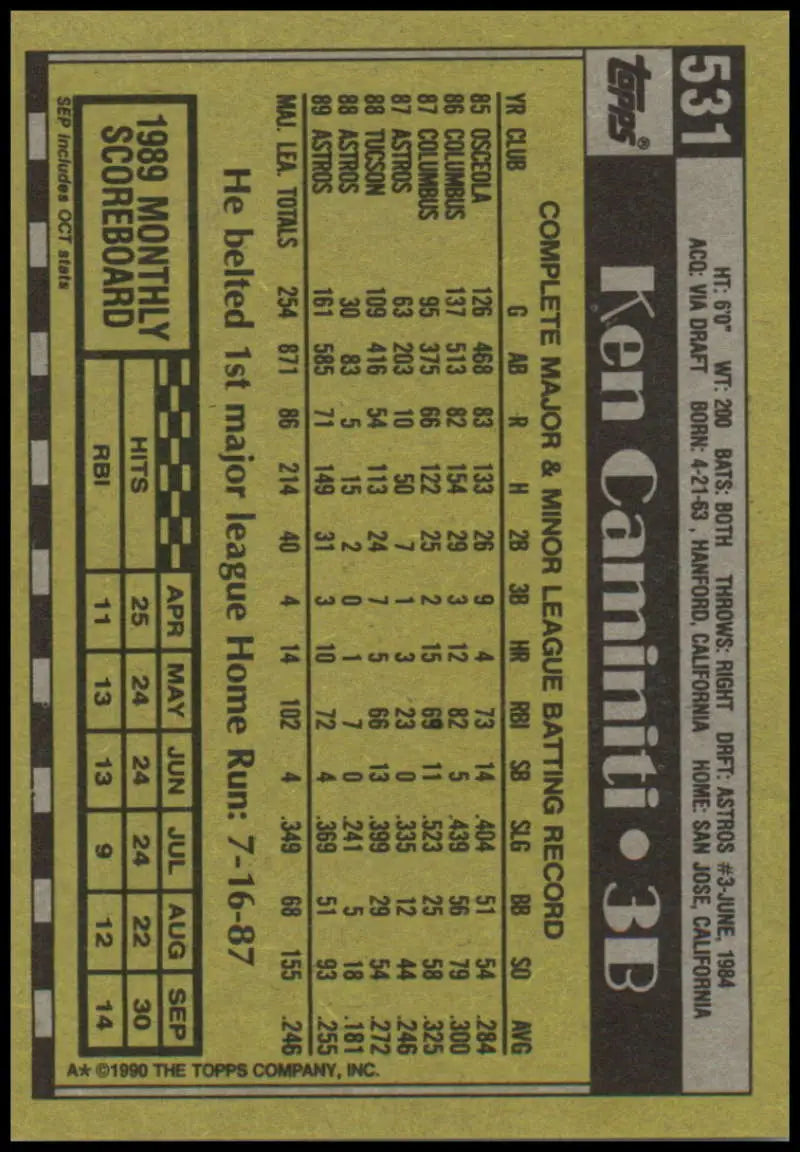 531
HT: 6'0" WT: 200 BATS: BOTH THROWS: RIGHT DRFT: ASTROS #3-JUNE, 1984
ACQ: VIA DRAFT BORN: 4-21-63, HANFORD, CALIFORNIA HOME: SAN JOSE, CALIFORNIA
topps®
Ken Caminiti • 3B
COMPLETE MAJOR & MINOR LEAGUE BATTING RECORD
YR CLUB G AB R H 2B 3B HR RBI SB SLG BB SO AVG
85 OSCEOLA 126 468 83 133 26 9 4 73 14 .404 51 54 .284
86 COLUMBUS 137 513 82 154 29 3 12 82 5 .439 56 79 .300
87 COLUMBUS 95 375 66 122 25 2 15 69 11 .523 25 58 .325
87 ASTROS 63 203 10 50 7 1 3 23 0 .335 12 44 .246
88 TUCSON 109 416 54 113 24 7 5 66 13 .399 29 54 .272
88 ASTROS 30 83 5 15 2 0 1 7 0 .241 5 18 .181
89 ASTROS 161 585 71 149 31 3 10 72 4 .369 51 93 .255
MAJ. LEA. TOTALS 254 871 86 214 40 4 14 102 4 .349 68 155 .246
He belted 1st major league Home Run: 7-16-87
1989 MONTHLY
SCOREBOARD
APR MAY JUN JUL AUG SEP
HITS 25 24 24 24 22 30
RBI 11 13 13 9 12 14
SEP includes OCT stats
A* ©1990 THE TOPPS COMPANY, INC.